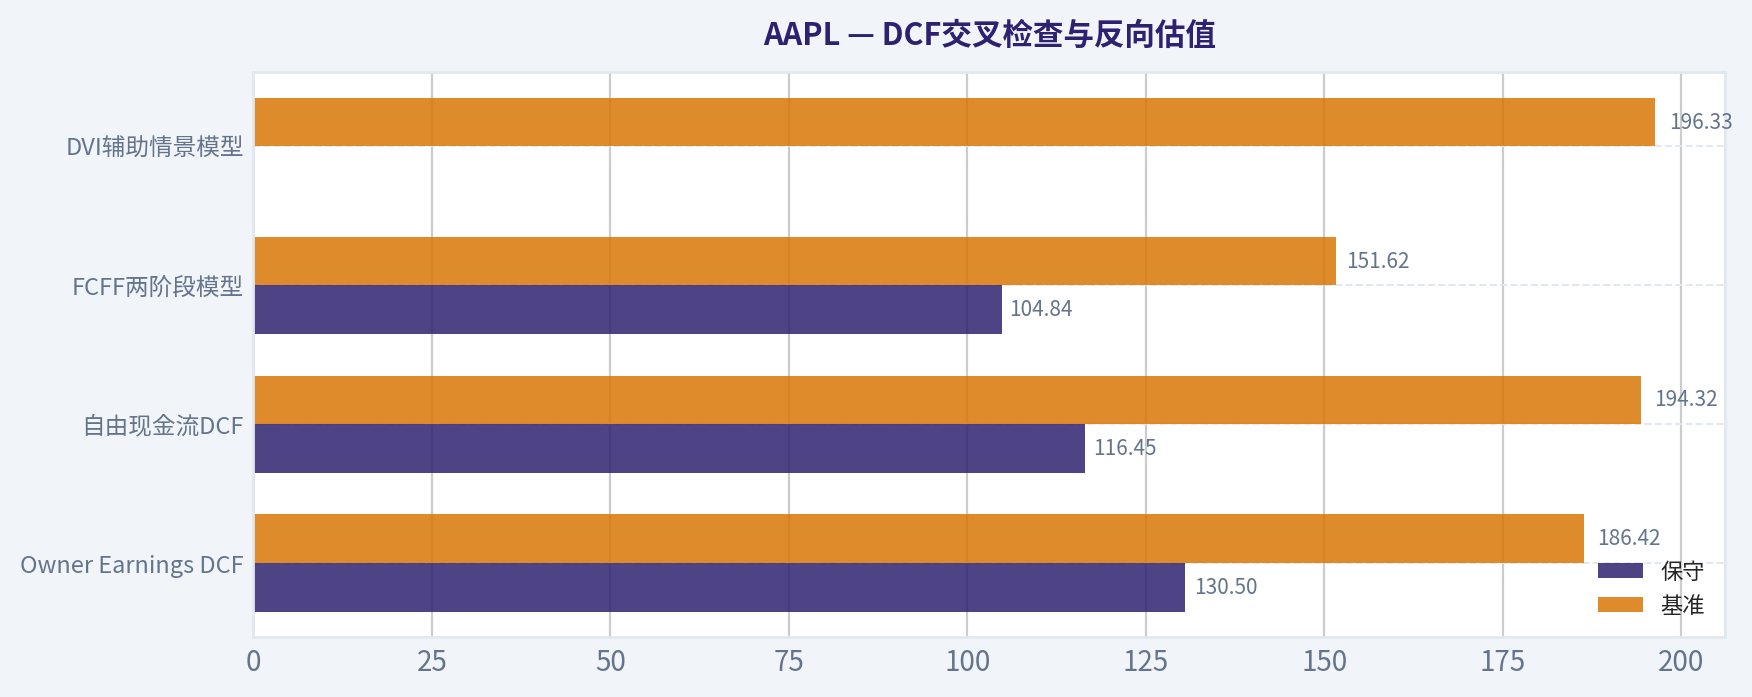 AAPL — DCF交叉检查与反向估值
DVI辅助情景模型
196.33
FCFF两阶段模型
151.62
104.84
自由现金流DCF
194.32
116.45
Owner Earnings DCF
186.42
130.50
保守
基准
0 25 50 75 100 125 150 175 200